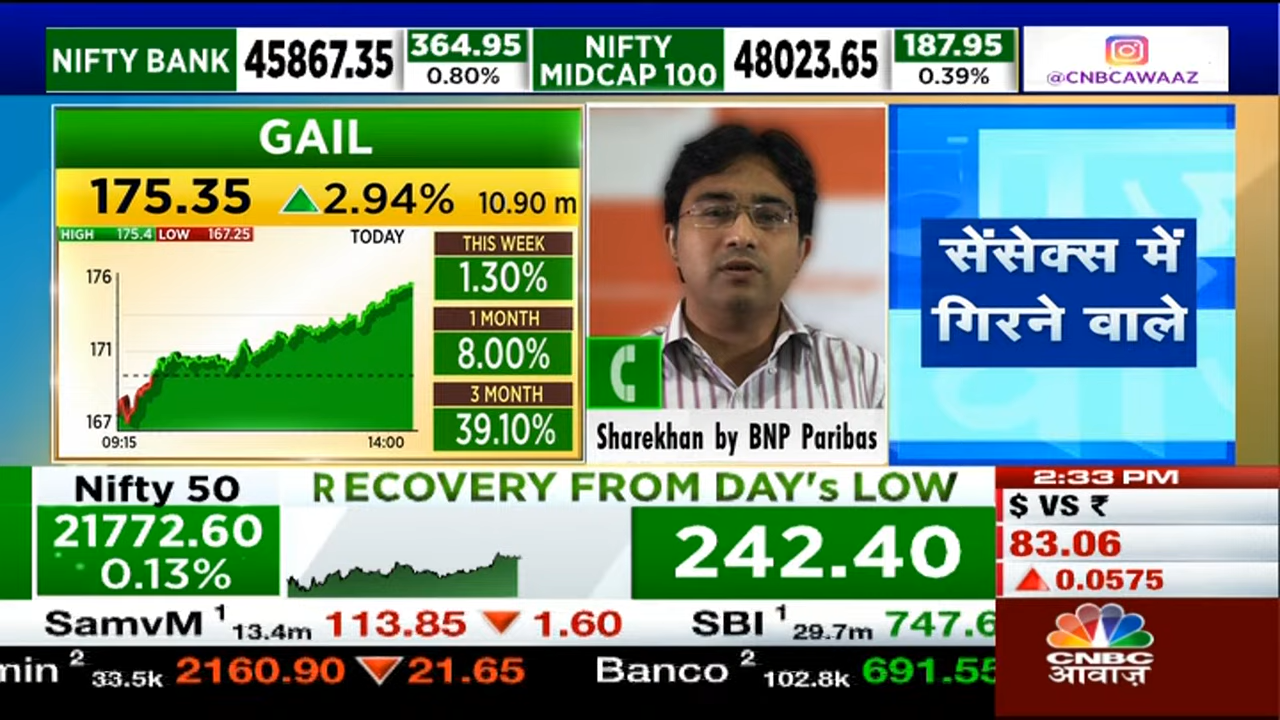 NIFTY BANK
45867.35
364.95
0.80%
NIFTY
MIDCAP 100
48023.65
187.95
0.39%
@CNBCAWAAZ
GAIL
175.35 2.94% 10.90 m
HIGH 175.4 LOW 167.25
TODAY
176
171
167
09:15 14:00
THIS WEEK
1.30%
1 MONTH
8.00%
3 MONTH
39.10%
Sharekhan by BNP Paribas
सेंसेक्स में
गिरने वाले
Nifty 50
21772.60
0.13%
RECOVERY FROM DAY's LOW
242.40
2:33 PM
$ VS ₹
83.06
0.0575
SamvM 1 13.4m 113.85 1.60 SBI 1 29.7m 747.6
min 2 33.5k 2160.90 21.65 Banco 2 102.8k 691.55
CNBC
आवाज़